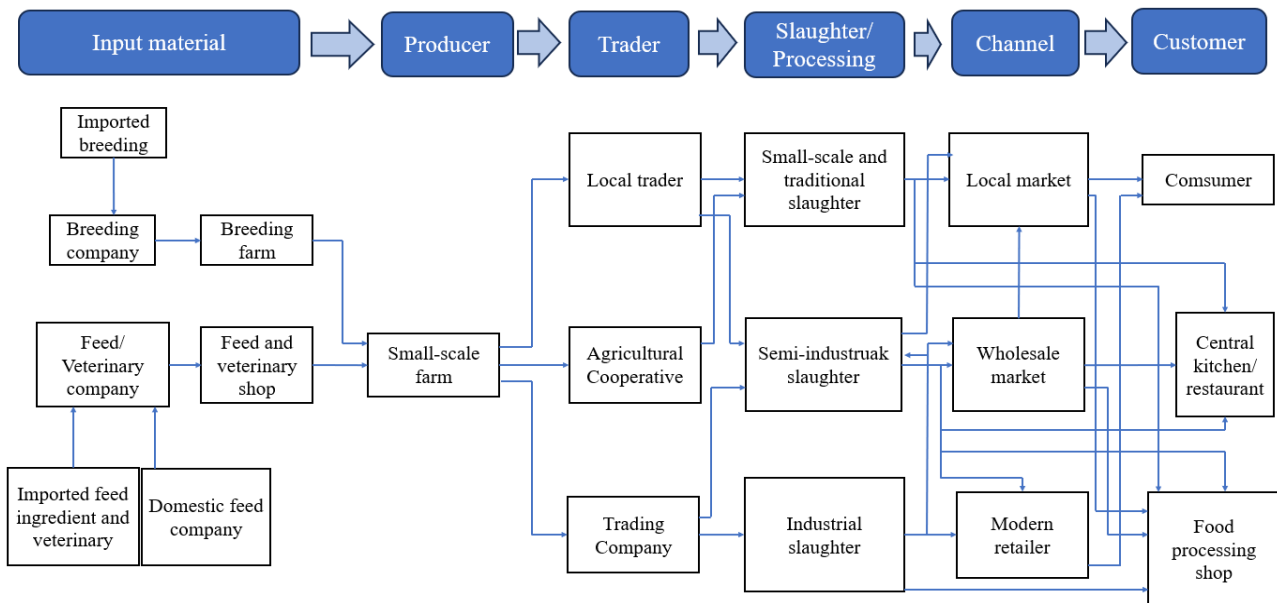 Input material
Producer
Trader
Slaughter/
Processing
Channel
Customer
Imported
breeding
Breeding
company
Breeding
farm
Feed/
Veterinary
company
Feed and
veterinary
shop
Imported feed
ingredient and
veterinary
Domestic feed
company
Small-scale
farm
Local trader
Agricultural
Cooperative
Trading
Company
Small-scale and
traditional
slaughter
Semi-industruak
slaughter
Industrial
slaughter
Local market
Wholesale
market
Modern
retailer
Comsumer
Central
kitchen/
restaurant
Food
processing
shop